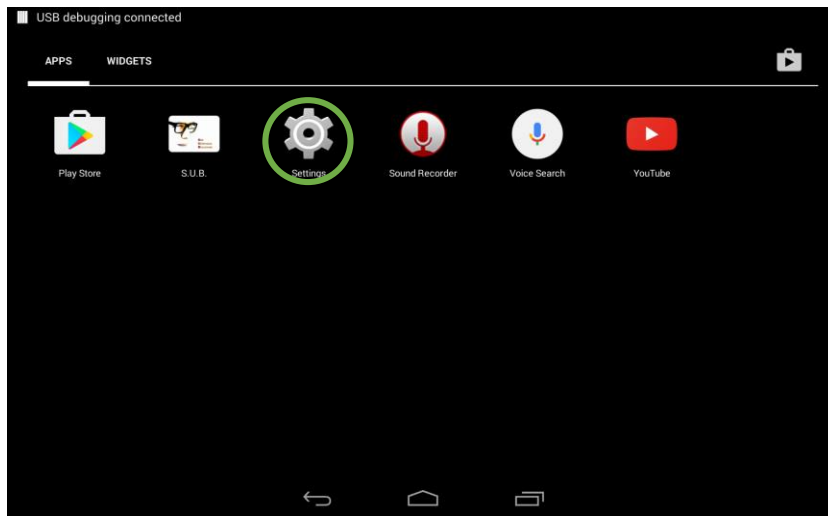 USB debugging connected
APPS WIDGETS
Play Store S.U.B. Settings Sound Recorder Voice Search YouTube